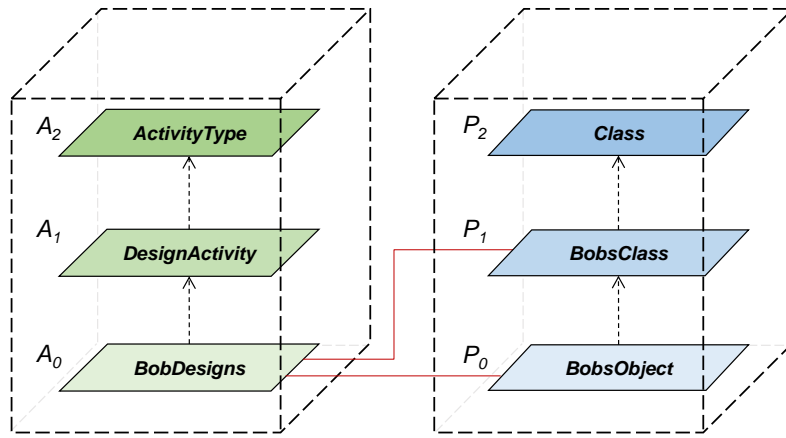 A2 ActivityType
P2 Class
A1 DesignActivity
P1 BobsClass
A0 BobDesigns
P0 BobsObject